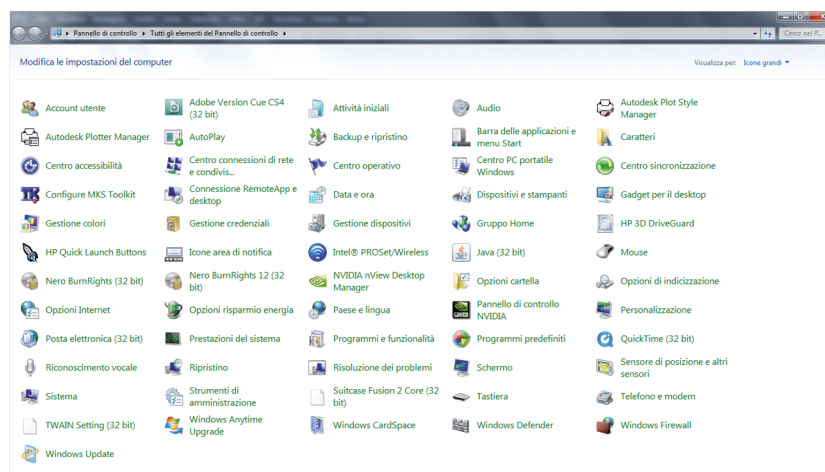 Pannello di controllo Tutti gli elementi del Pannello di controllo
Cerca nel P...
Modifica le impostazioni del computer
Visualizza per: Icone grandi
Account utente
Adobe Version Cue CS4
(32 bit)
Attività iniziali
Audio
Autodesk Plot Style
Manager
Autodesk Plotter Manager
AutoPlay
Backup e ripristino
Barra delle applicazioni e
menu Start
Caratteri
Centro accessibilità
Centro connessioni di rete
e condivis...
Centro operativo
Centro PC portatile
Windows
Centro sincronizzazione
Configure MKS Toolkit
Connessione RemoteApp e
desktop
Data e ora
Dispositivi e stampanti
Gadget per il desktop
Gestione colori
Gestione credenziali
Gestione dispositivi
Gruppo Home
HP 3D DriveGuard
HP Quick Launch Buttons
Icone area di notifica
Intel® PROSet/Wireless
Java (32 bit)
Mouse
Nero BurnRights (32 bit)
Nero BurnRights 12 (32
bit)
NVIDIA nView Desktop
Manager
Opzioni cartella
Opzioni di indicizzazione
Opzioni Internet
Opzioni risparmio energia
Paese e lingua
Pannello di controllo
NVIDIA
Personalizzazione
Posta elettronica (32 bit)
Prestazioni del sistema
Programmi e funzionalità
Programmi predefiniti
QuickTime (32 bit)
Riconoscimento vocale
Ripristino
Risoluzione dei problemi
Schermo
Sensore di posizione e altri
sensori
Sistema
Strumenti di
amministrazione
Suitcase Fusion 2 Core (32
bit)
Tastiera
Telefono e modem
TWAIN Setting (32 bit)
Windows Anytime
Upgrade
Windows CardSpace
Windows Defender
Windows Firewall
Windows Update